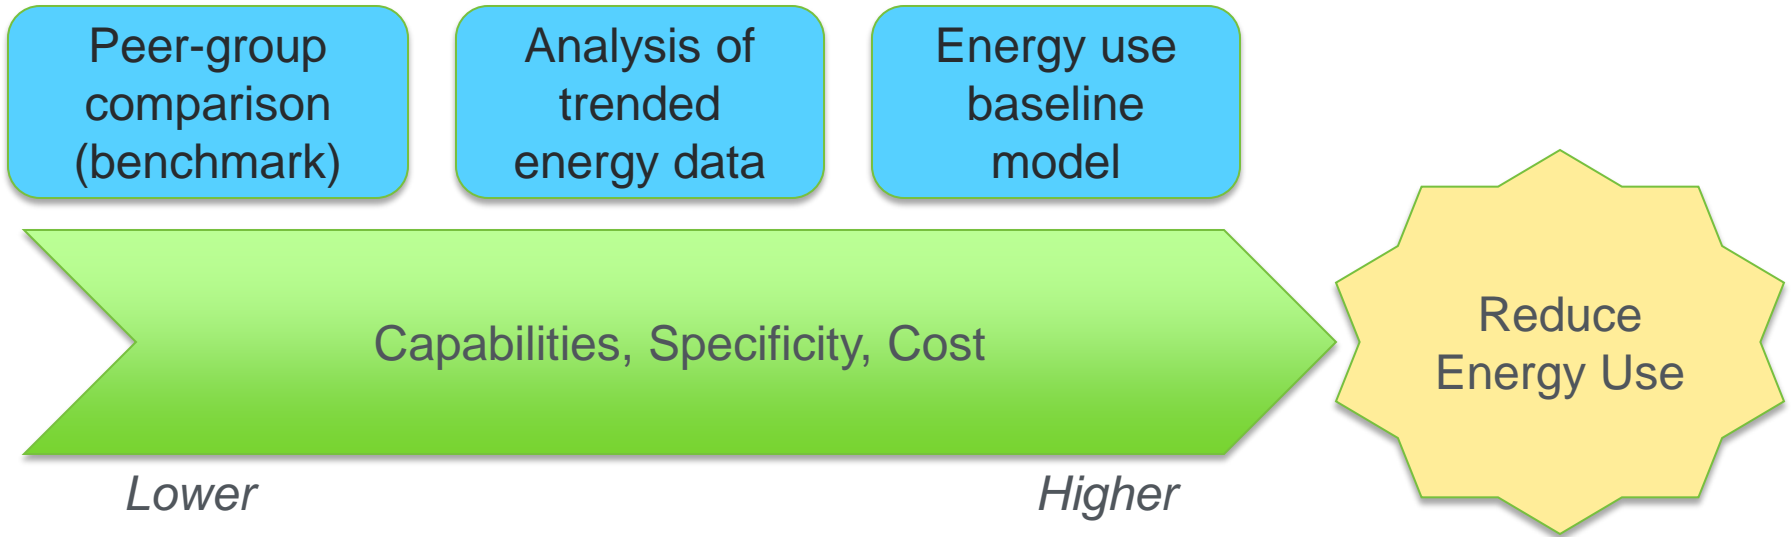 Peer-group
comparison
(benchmark)
Analysis of
trended
energy data
Energy use
baseline
model
Capabilities, Specificity, Cost
Reduce
Energy Use
Lower
Higher